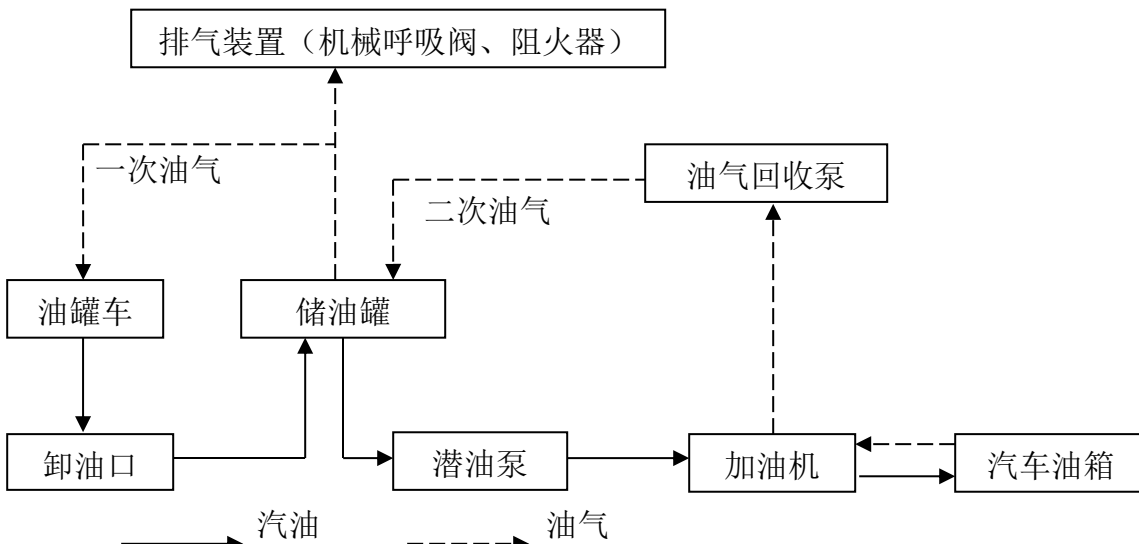 排气装置（机械呼吸阀、阻火器）
一次油气
油气回收泵
二次油气
油罐车
储油罐
卸油口
潜油泵
加油机
汽车油箱
汽油
油气